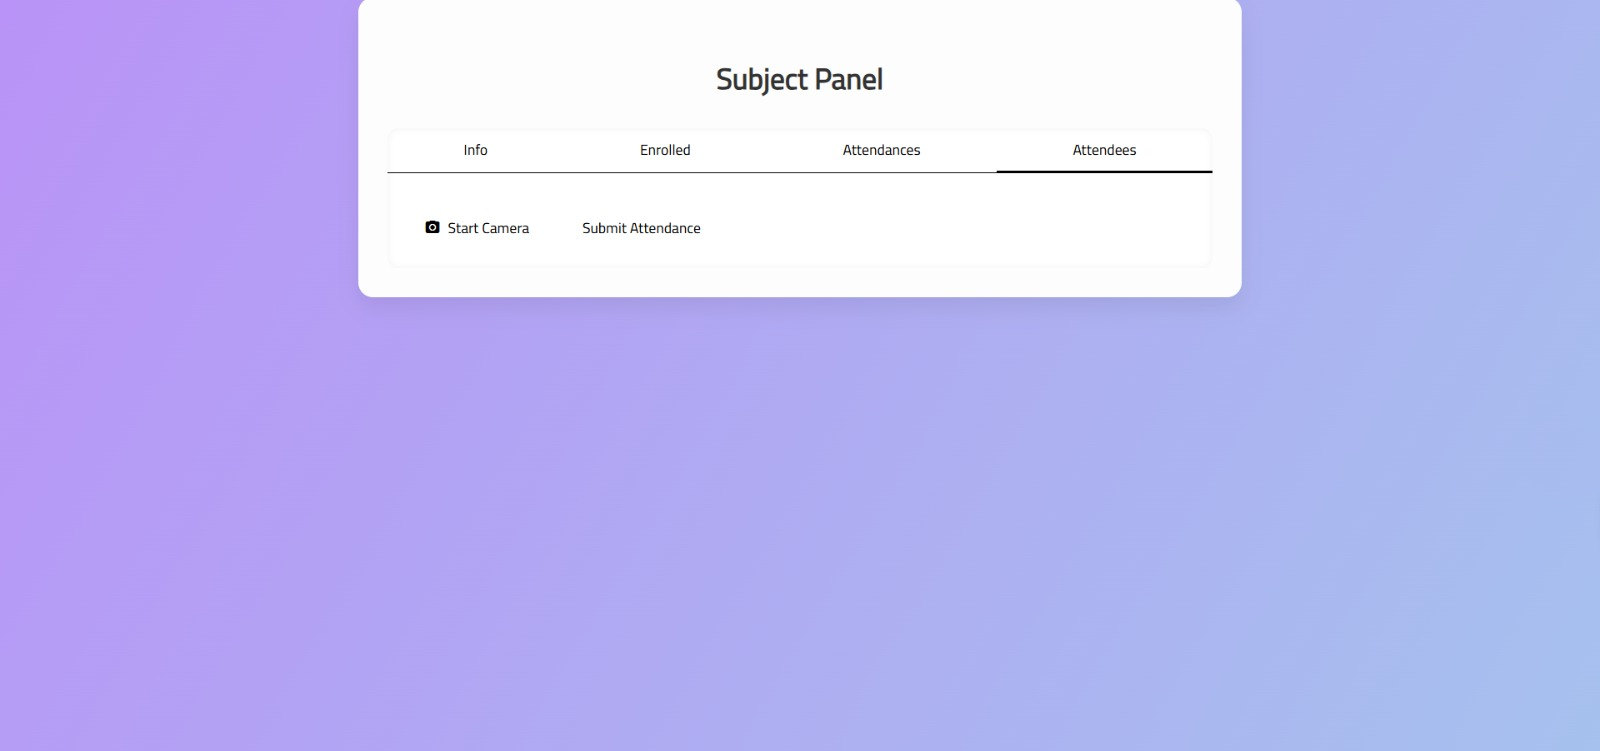 Subject Panel
Info Enrolled Attendances Attendees
Start Camera Submit Attendance